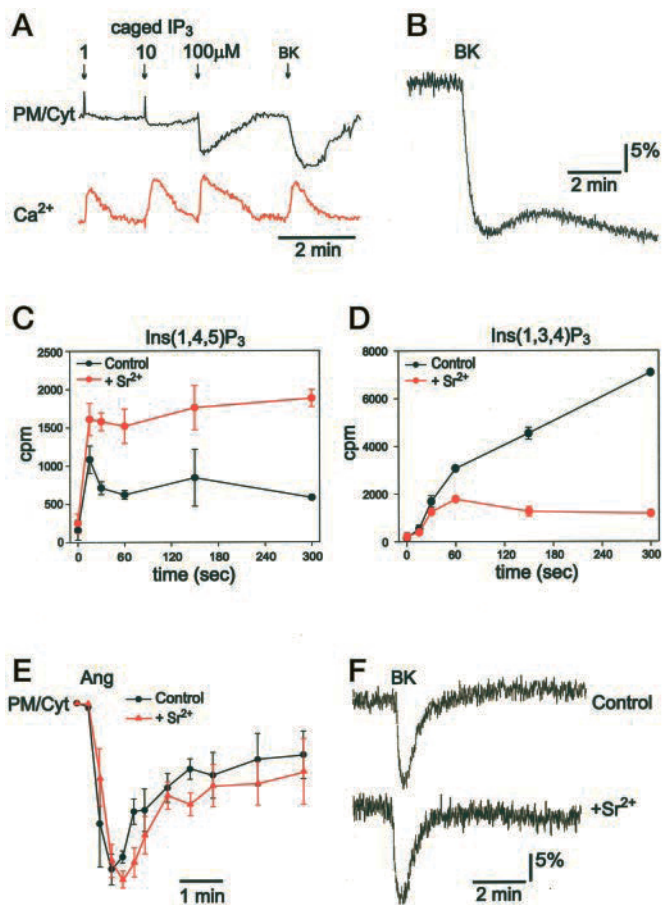 A
caged IP3
1 10 100μM BK
PM/Cyt
Ca2+
2 min
B
BK
5%
2 min
C
Ins(1,4,5)P3
Control
+ Sr2+
2500
2000
1500
1000
500
0
cpm
0 60 120 180 240 300
time (sec)
D
Ins(1,3,4)P3
Control
+ Sr2+
8000
6000
4000
2000
0
cpm
0 60 120 180 240 300
time (sec)
E
Ang
PM/Cyt
Control
+ Sr2+
1 min
F
BK
Control
+Sr2+
5%
2 min